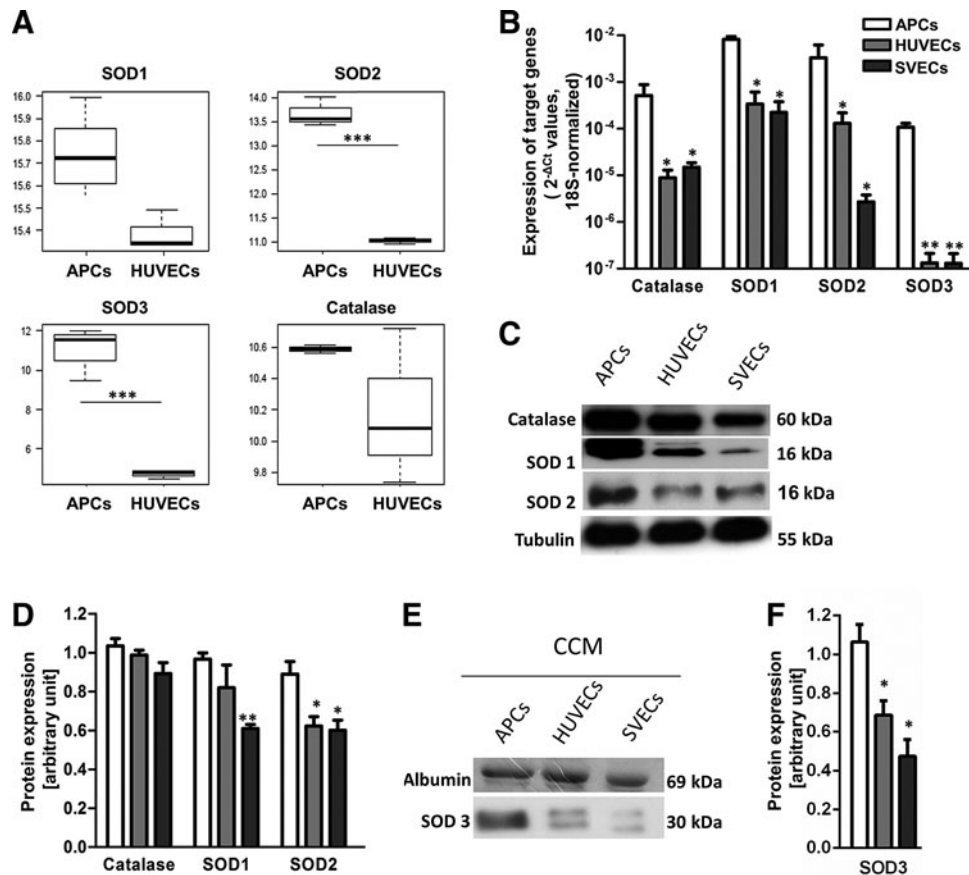 A
SOD1
16.0
15.9
15.8
15.7
15.6
15.5
15.4
APCs HUVECs
SOD2
14.0
13.5
13.0
12.5
12.0
11.5
11.0
***
APCs HUVECs
SOD3
12
10
8
6
***
APCs HUVECs
Catalase
10.6
10.4
10.2
10.0
9.8
APCs HUVECs
B
Expression of target genes
( 2-ΔCt values,
18S-normalized)
10-2
10-3
10-4
10-5
10-6
10-7
APCs
HUVECs
SVECs
* * * * * * ** **
Catalase SOD1 SOD2 SOD3
C
APCs HUVECs SVECs
Catalase 60 kDa
SOD 1 16 kDa
SOD 2 16 kDa
Tubulin 55 kDa
D
Protein expression
[arbitrary unit]
1.2
1.0
0.8
0.6
0.4
0.2
0.0
** * *
Catalase SOD1 SOD2
E
CCM
APCs HUVECs SVECs
Albumin 69 kDa
SOD 3 30 kDa
F
Protein expression
[arbitrary unit]
1.2
1.0
0.8
0.6
0.4
0.2
0.0
* *
SOD3